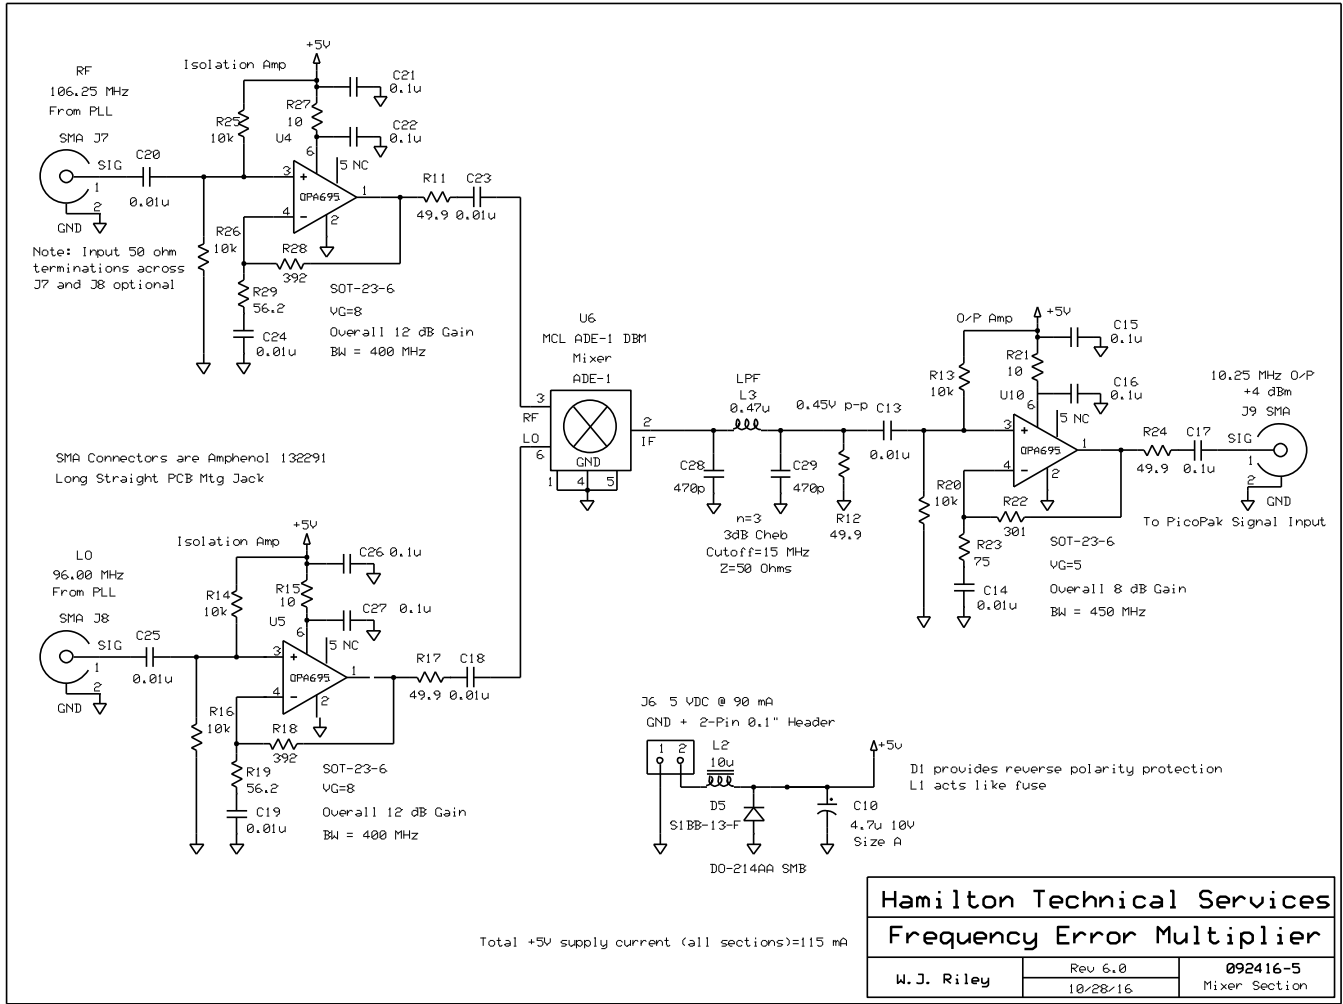 RF
106.25 MHz
From PLL
SMA J7
SIG
1
2
GND
C20
0.01u
Note: Input 50 ohm
terminations across
J7 and J8 optional
Isolation Amp
+5V
R25
10k
R27
10
C21
0.1u
C22
0.1u
U4
6
5 NC
3
+
OPA695
1
4
-
2
R26
10k
R28
392
R29
56.2
C24
0.01u
SOT-23-6
VG=8
Overall 12 dB Gain
BW = 400 MHz
R11
49.9
C23
0.01u
U6
MCL ADE-1 DBM
Mixer
ADE-1
3
RF
LO
6
2
IF
GND
1
4
5
LPF
L3
0.47u
0.45V p-p
C13
0.01u
C28
470p
C29
470p
R12
49.9
n=3
3dB Cheb
Cutoff=15 MHz
Z=50 Ohms
O/P Amp
+5V
R13
10k
R21
10
C15
0.1u
C16
0.1u
U10
6
5 NC
3
+
OPA695
1
4
-
2
R20
10k
R22
301
R23
75
C14
0.01u
SOT-23-6
VG=5
Overall 8 dB Gain
BW = 450 MHz
R24
49.9
C17
0.1u
10.25 MHz O/P
+4 dBm
J9 SMA
SIG
1
2
GND
To PicoPak Signal Input
SMA Connectors are Amphenol 132291
Long Straight PCB Mtg Jack
LO
96.00 MHz
From PLL
SMA J8
SIG
1
2
GND
C25
0.01u
Isolation Amp
+5V
R14
10k
R15
10
C26 0.1u
C27 0.1u
U5
6
5 NC
3
+
OPA695
1
4
-
2
R16
10k
R18
392
R19
56.2
C19
0.01u
SOT-23-6
VG=8
Overall 12 dB Gain
BW = 400 MHz
R17
49.9
C18
0.01u
J6 5 VDC @ 90 mA
GND + 2-Pin 0.1" Header
1 2
L2
10u
+5v
D5
S1BB-13-F
DO-214AA SMB
+
C10
4.7u 10V
Size A
D1 provides reverse polarity protection
L1 acts like fuse
Total +5V supply current (all sections)=115 mA
Hamilton Technical Services
Frequency Error Multiplier
W.J. Riley
Rev 6.0
10/28/16
092416-5
Mixer Section